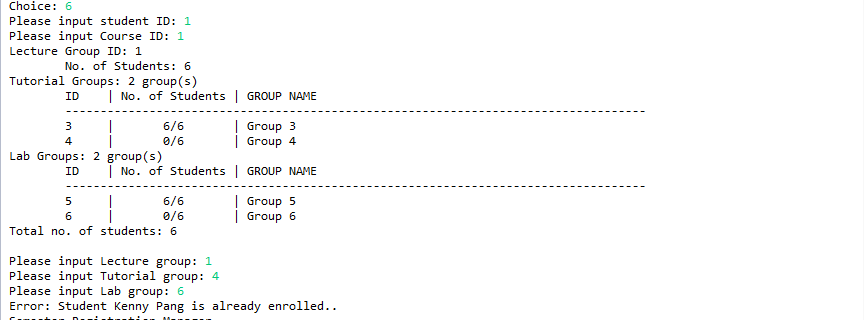 Choice: 6
Please input student ID: 1
Please input Course ID: 1
Lecture Group ID: 1
No. of Students: 6
Tutorial Groups: 2 group(s)
ID | No. of Students | GROUP NAME
-----------------------------------------------------------------------------------
3 | 6/6 | Group 3
4 | 0/6 | Group 4
Lab Groups: 2 group(s)
ID | No. of Students | GROUP NAME
-----------------------------------------------------------------------------------
5 | 6/6 | Group 5
6 | 0/6 | Group 6
Total no. of students: 6
Please input Lecture group: 1
Please input Tutorial group: 4
Please input Lab group: 6
Error: Student Kenny Pang is already enrolled..